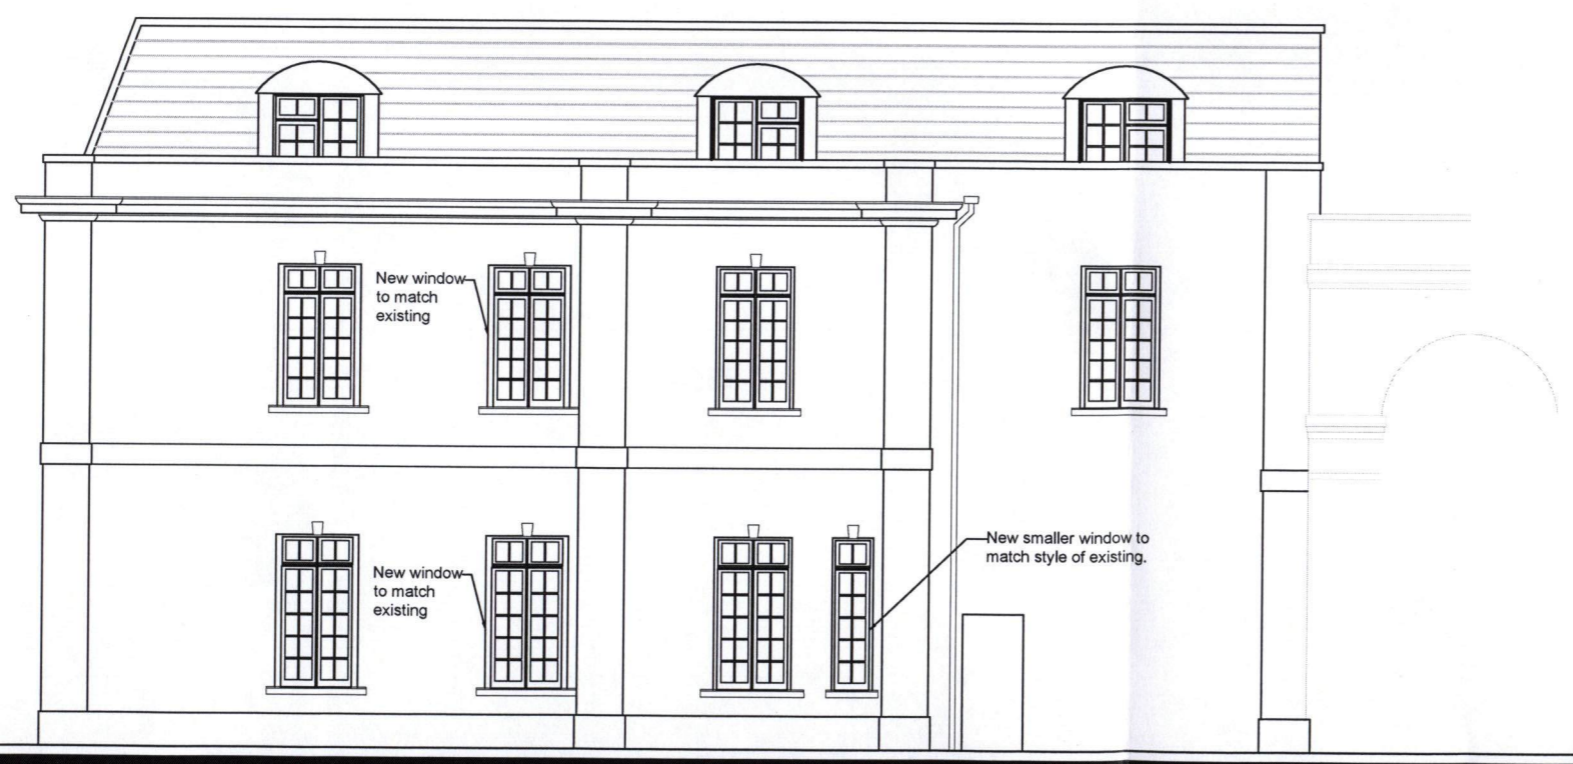 New window
to match
existing
New window
to match
existing
New smaller window to
match style of existing.